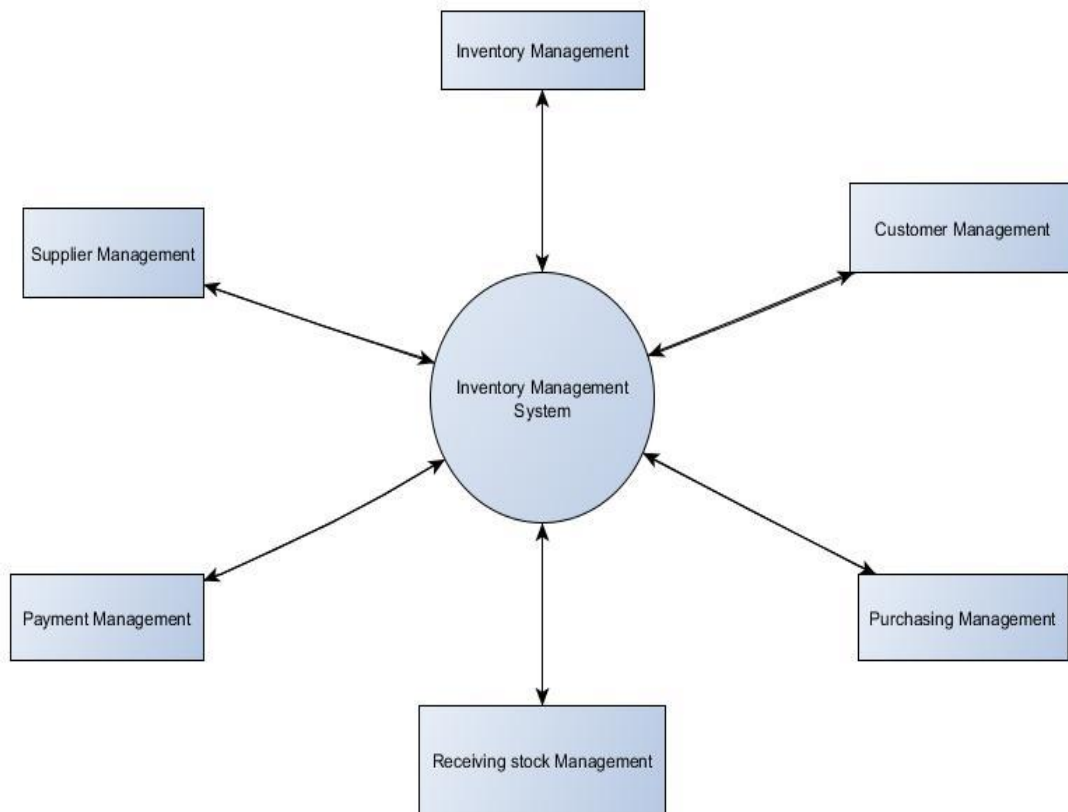 Inventory Management
Customer Management
Supplier Management
Inventory Management
System
Payment Management
Purchasing Management
Receiving stock Management